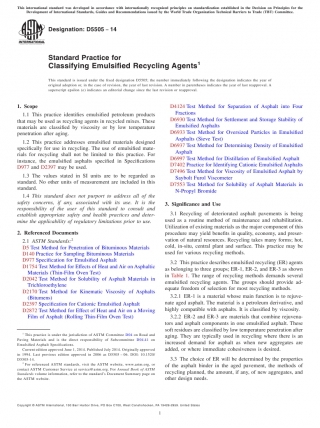 This international standard was developed in accordance with internationally recognized principles on standardization established in the Decision on Principles for the
Development of International Standards, Guides and Recommendations issued by the World Trade Organization Technical Barriers to Trade (TBT) Committee.
Designation: D5505 − 14
Standard Practice for
Classifying Emulsified Recycling Agents1
This standard is issued under the fixed designation D5505; the number immediately following the designation indicates the year of
original adoption or, in the case of revision, the year of last revision. A number in parentheses indicates the year of last reapproval. A
superscript epsilon (ε) indicates an editorial change since the last revision or reapproval.
1. Scope
1.1 This practice identifies emulsified petroleum products
that may be used as recycling agents in recycled mixes. These
materials are classified by viscosity or by low temperature
penetration after aging.
1.2 This practice addresses emulsified materials designed
specifically for use in recycling. The use of emulsified mate-
rials for recycling shall not be limited to this practice. For
instance, the emulsified asphalts specified in Specifications
D977 and D2397 may be used.
1.3 The values stated in SI units are to be regarded as
standard. No other units of measurement are included in this
standard.
1.4 This standard does not purport to address all of the
safety concerns, if any, associated with its use. It is the
responsibility of the user of this standard to consult and
establish appropriate safety and health practices and deter-
mine the applicability of regulatory limitations prior to use.
2. Referenced Documents
2.1 ASTM Standards:2
D5 Test Method for Penetration of Bituminous Materials
D140 Practice for Sampling Bituminous Materials
D977 Specification for Emulsified Asphalt
D1754 Test Method for Effect of Heat and Air on Asphaltic
Materials (Thin-Film Oven Test)
D2042 Test Method for Solubility of Asphalt Materials in
Trichloroethylene
D2170 Test Method for Kinematic Viscosity of Asphalts
(Bitumens)
D2397 Specification for Cationic Emulsified Asphalt
D2872 Test Method for Effect of Heat and Air on a Moving
Film of Asphalt (Rolling Thin-Film Oven Test)
1 This practice is under the jurisdiction of ASTM Committee D04 on Road and
Paving Materials and is the direct responsibility of Subcommittee D04.42 on
Emulsified Asphalt Specifications.
Current edition approved June 1, 2014. Published July 2014. Originally approved
in 1994. Last previous edition approved in
2 For referenced ASTM standards, visit the ASTM website, www.astm.org, or
contact ASTM Customer Service at service@astm.org. For Annual Book of ASTM
Standards volume information, refer to the standard's Document Summary page on
the ASTM website.
D4124 Test Method for Separation of Asphalt into Four
Fractions
D6930 Test Method for Settlement and Storage Stability of
Emulsified Asphalts
D6933 Test Method for Oversized Particles in Emulsified
Asphalts (Sieve Test)
D6937 Test Method for Determining Density of Emulsified
Asphalt
D6997 Test Method for Distillation of Emulsified Asphalt
D7402 Practice for Identifying Cationic Emulsified Asphalts
D7496 Test Method for Viscosity of Emulsified Asphalt by
Saybolt Furol Viscometer
D7553 Test Method for Solubility of Asphalt Materials in
N-Propyl Bromide
3. Significance and Use
3.1 Recycling of deteriorated asphalt pavements is being
used as a routine method of maintenance and rehabilitation.
Utilization of existing materials as the major component of this
procedure may yield benefits in quality, economy, and preser-
vation of natural resources. Recycling takes many forms; hot,
cold, in-situ, central plant and surface. This practice may be
used for various recycling methods.
3.2 This practice describes emulsified recycling (ER) agents
as belonging to three groups; ER-1, ER-2, and ER-3 as shown
in Table 1. The range of recycling methods demands several
emulsified recycling agents. The groups should provide ad-
equate freedom of selection for most recycling methods.
3.2.1 ER-1 is a material whose main function is to rejuve-
nate aged asphalt. The material is a petroleum derivative, and
highly compatible with asphalts. It is classified by viscosity.
3.2.2 ER-2 and ER-3 are materials that combine rejuvena-
tors and asphalt components in one emulsified asphalt. These
soft residues are classified by low temperature penetration after
aging. They are typically used in recycling where there is an
increased demand for asphalt as when new aggregates are
added, or where immediate cohesiveness is desired.
3.3 The choice of ER will be determined by the properties
of the asphalt binder in the aged pavement, the methods of
recycling planned, the amount, if any, of new aggregates, and
other design needs.
Copyright © ASTM International, 100 Barr Harbor Drive, PO Box C700, West Conshohocken, PA 19428-2959. United States
1